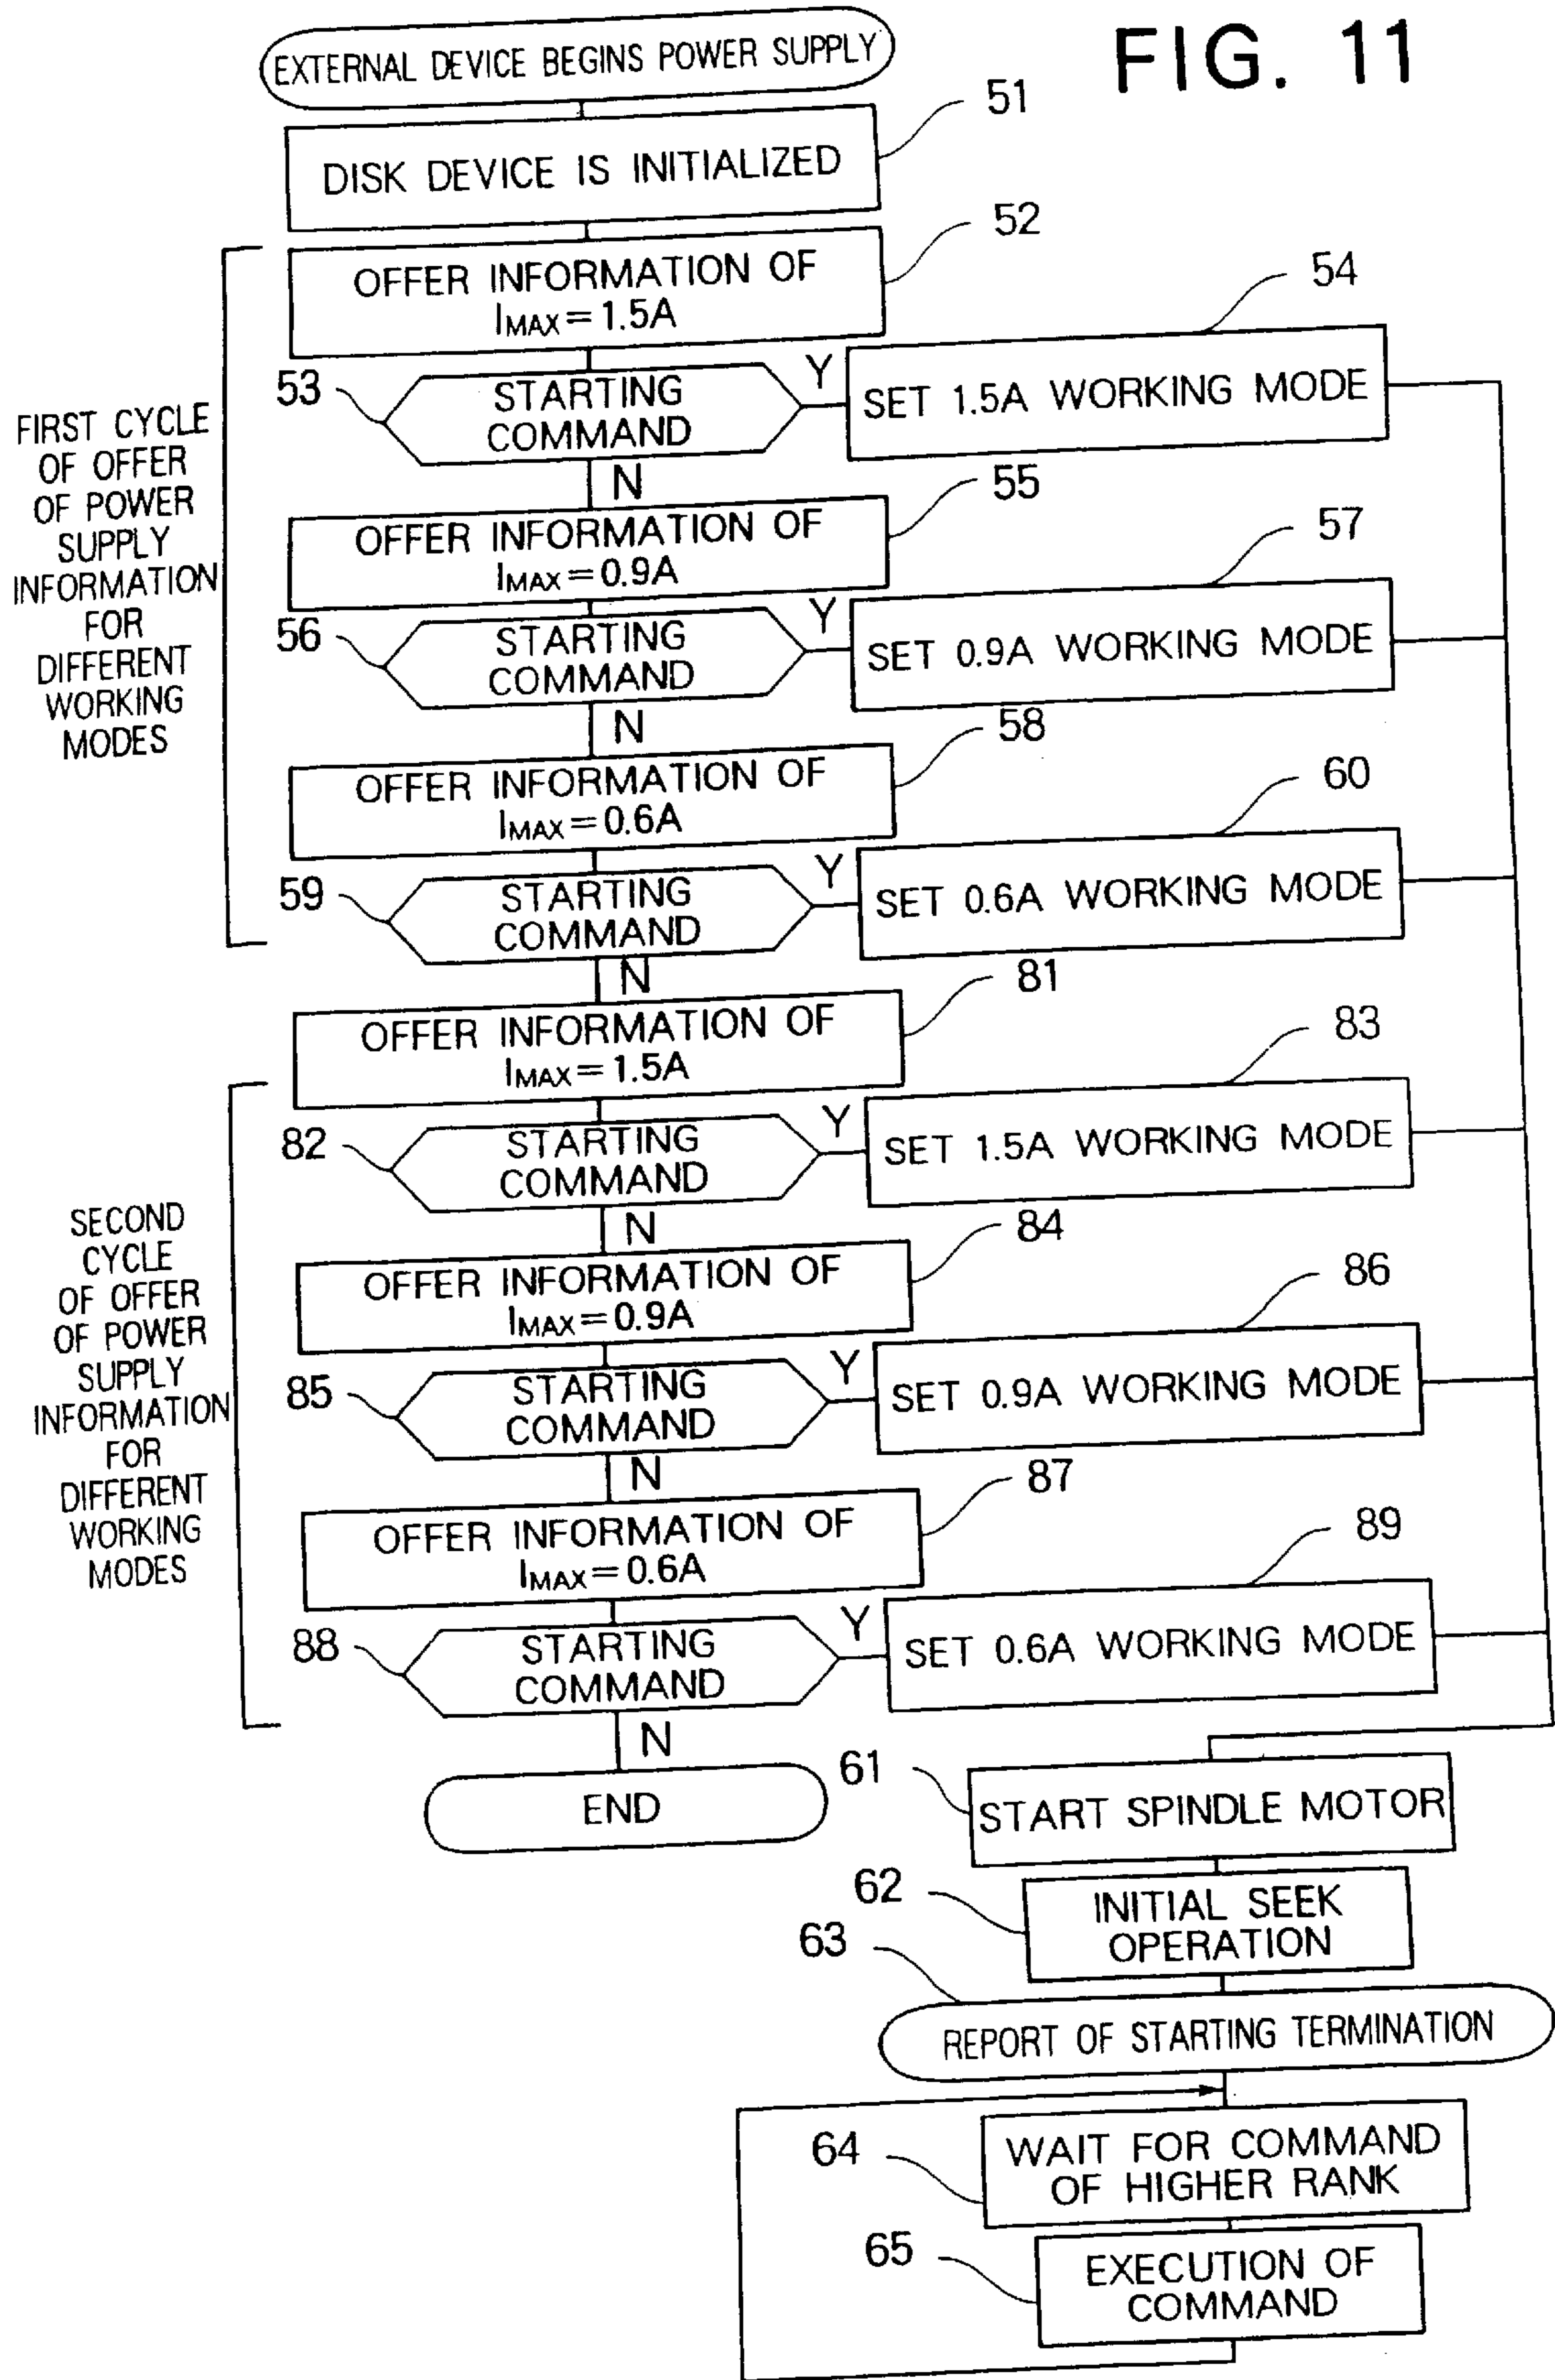 FIG. 11
EXTERNAL DEVICE BEGINS POWER SUPPLY
51
DISK DEVICE IS INITIALIZED
52
OFFER INFORMATION OF
IMAX = 1.5A
54
53
STARTING
COMMAND
Y
SET 1.5A WORKING MODE
N
FIRST CYCLE
OF OFFER
OF POWER
SUPPLY
INFORMATION
FOR
DIFFERENT
WORKING
MODES
55
OFFER INFORMATION OF
IMAX = 0.9A
57
56
STARTING
COMMAND
Y
SET 0.9A WORKING MODE
N
58
OFFER INFORMATION OF
IMAX = 0.6A
60
59
STARTING
COMMAND
Y
SET 0.6A WORKING MODE
N
81
OFFER INFORMATION OF
IMAX = 1.5A
83
82
STARTING
COMMAND
Y
SET 1.5A WORKING MODE
N
SECOND
CYCLE
OF OFFER
OF POWER
SUPPLY
INFORMATION
FOR
DIFFERENT
WORKING
MODES
84
OFFER INFORMATION OF
IMAX = 0.9A
86
85
STARTING
COMMAND
Y
SET 0.9A WORKING MODE
N
87
OFFER INFORMATION OF
IMAX = 0.6A
89
88
STARTING
COMMAND
Y
SET 0.6A WORKING MODE
N
END
61
START SPINDLE MOTOR
62
INITIAL SEEK
OPERATION
63
REPORT OF STARTING TERMINATION
64
WAIT FOR COMMAND
OF HIGHER RANK
65
EXECUTION OF
COMMAND